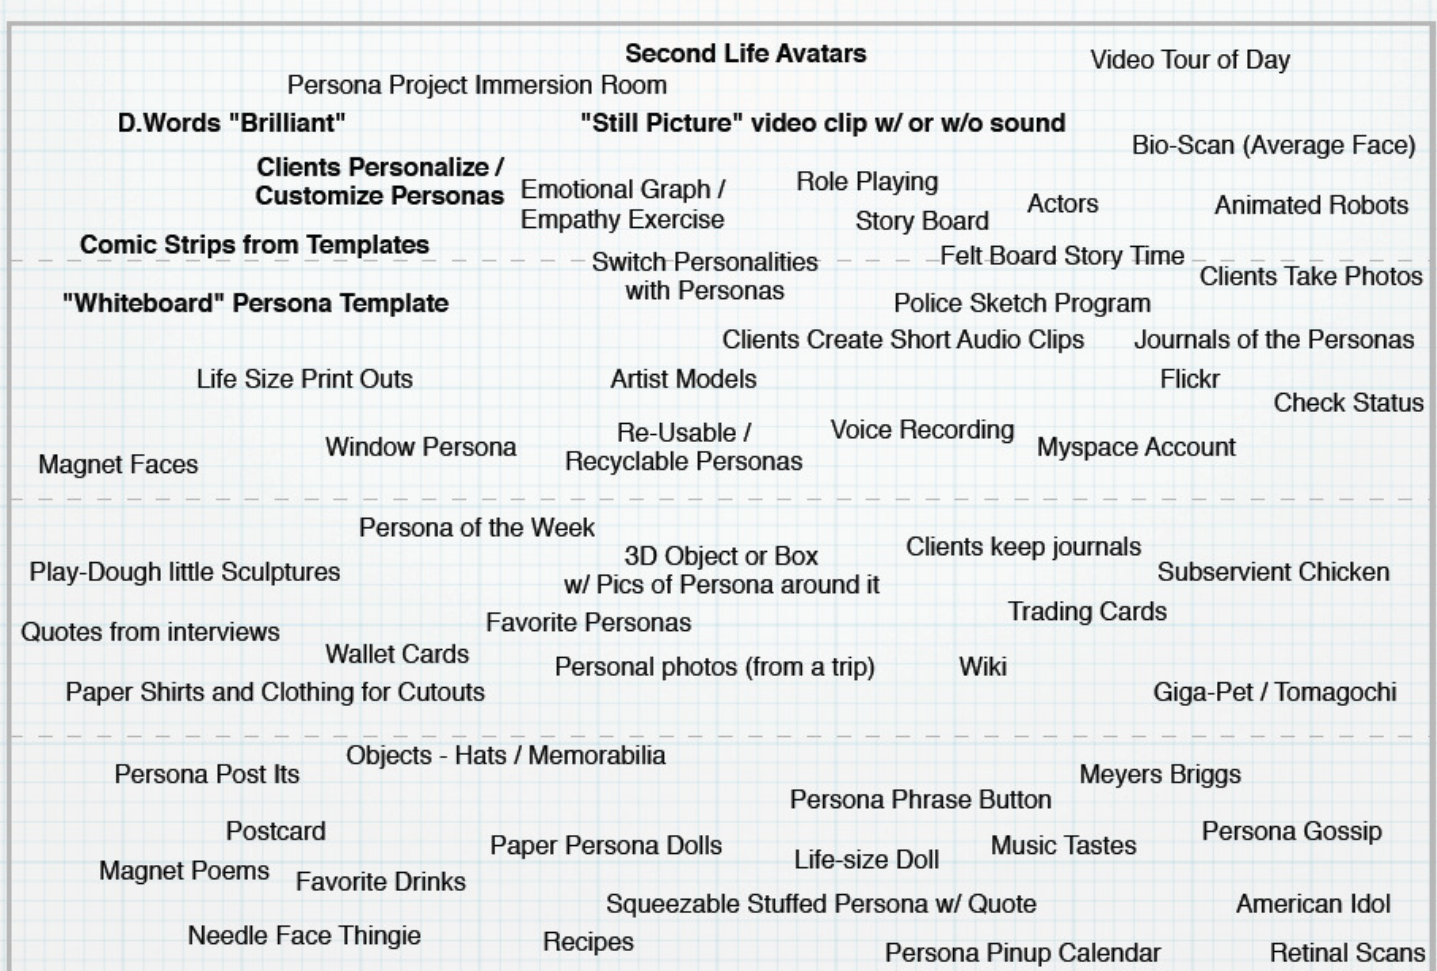 Second Life Avatars
Video Tour of Day
Persona Project Immersion Room
D.Words "Brilliant"
"Still Picture" video clip w/ or w/o sound
Bio-Scan (Average Face)
Clients Personalize /
Customize Personas
Emotional Graph /
Empathy Exercise
Role Playing
Story Board
Actors
Animated Robots
Comic Strips from Templates
Switch Personalities
with Personas
Felt Board Story Time
Clients Take Photos
"Whiteboard" Persona Template
Police Sketch Program
Clients Create Short Audio Clips
Journals of the Personas
Life Size Print Outs
Artist Models
Flickr
Check Status
Magnet Faces
Window Persona
Re-Usable /
Recyclable Personas
Voice Recording
Myspace Account
Persona of the Week
3D Object or Box
w/ Pics of Persona around it
Clients keep journals
Play-Dough little Sculptures
Subservient Chicken
Trading Cards
Quotes from interviews
Favorite Personas
Wallet Cards
Personal photos (from a trip)
Wiki
Paper Shirts and Clothing for Cutouts
Giga-Pet / Tomagochi
Objects - Hats / Memorabilia
Persona Post Its
Meyers Briggs
Persona Phrase Button
Postcard
Paper Persona Dolls
Life-size Doll
Music Tastes
Persona Gossip
Magnet Poems
Favorite Drinks
Squeezable Stuffed Persona w/ Quote
American Idol
Needle Face Thingie
Recipes
Persona Pinup Calendar
Retinal Scans